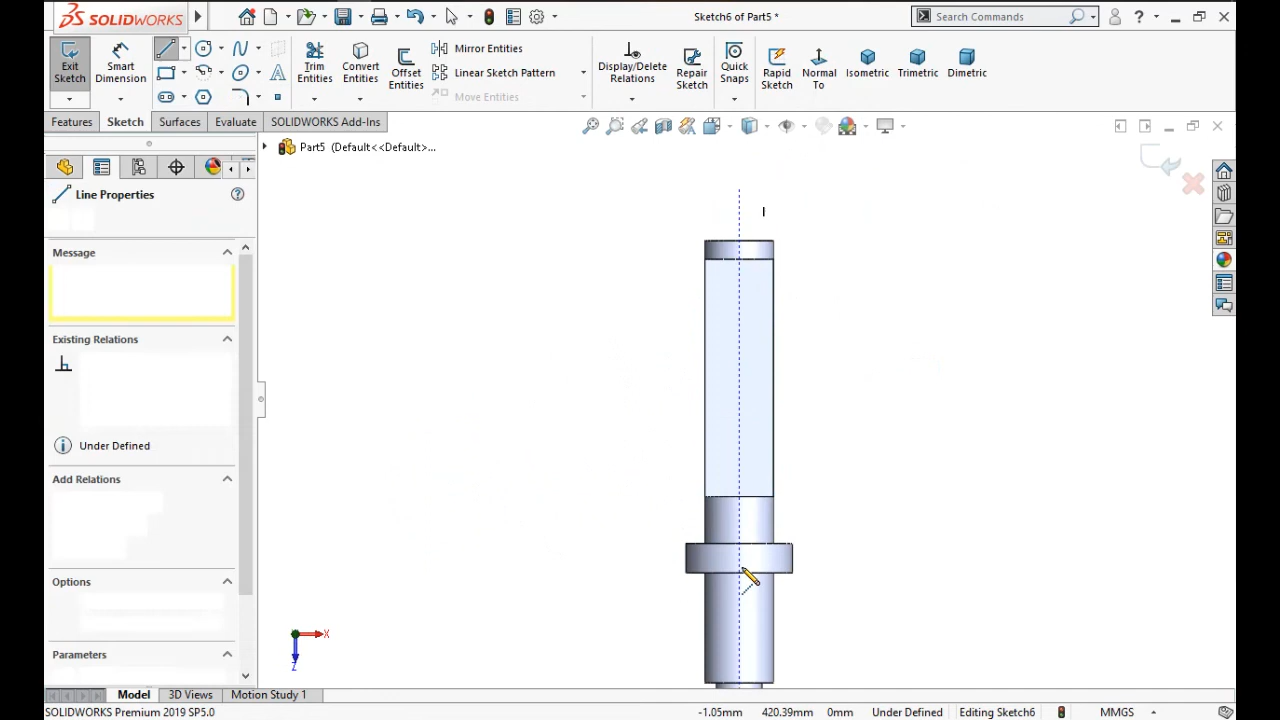 SOLIDWORKS
Sketch6 of Part5 *
Search Commands
Exit Sketch
Smart Dimension
Trim Entities
Convert Entities
Offset Entities
Mirror Entities
Linear Sketch Pattern
Move Entities
Display/Delete Relations
Repair Sketch
Quick Snaps
Rapid Sketch
Normal To
Isometric
Trimetric
Dimetric
Features
Sketch
Surfaces
Evaluate
SOLIDWORKS Add-Ins
Part5 (Default<<Default>...
Line Properties
Message
Existing Relations
Under Defined
Add Relations
Options
Parameters
X
Z
Model
3D Views
Motion Study 1
SOLIDWORKS Premium 2019 SP5.0
-1.05mm
420.39mm
0mm
Under Defined
Editing Sketch6
MMGS